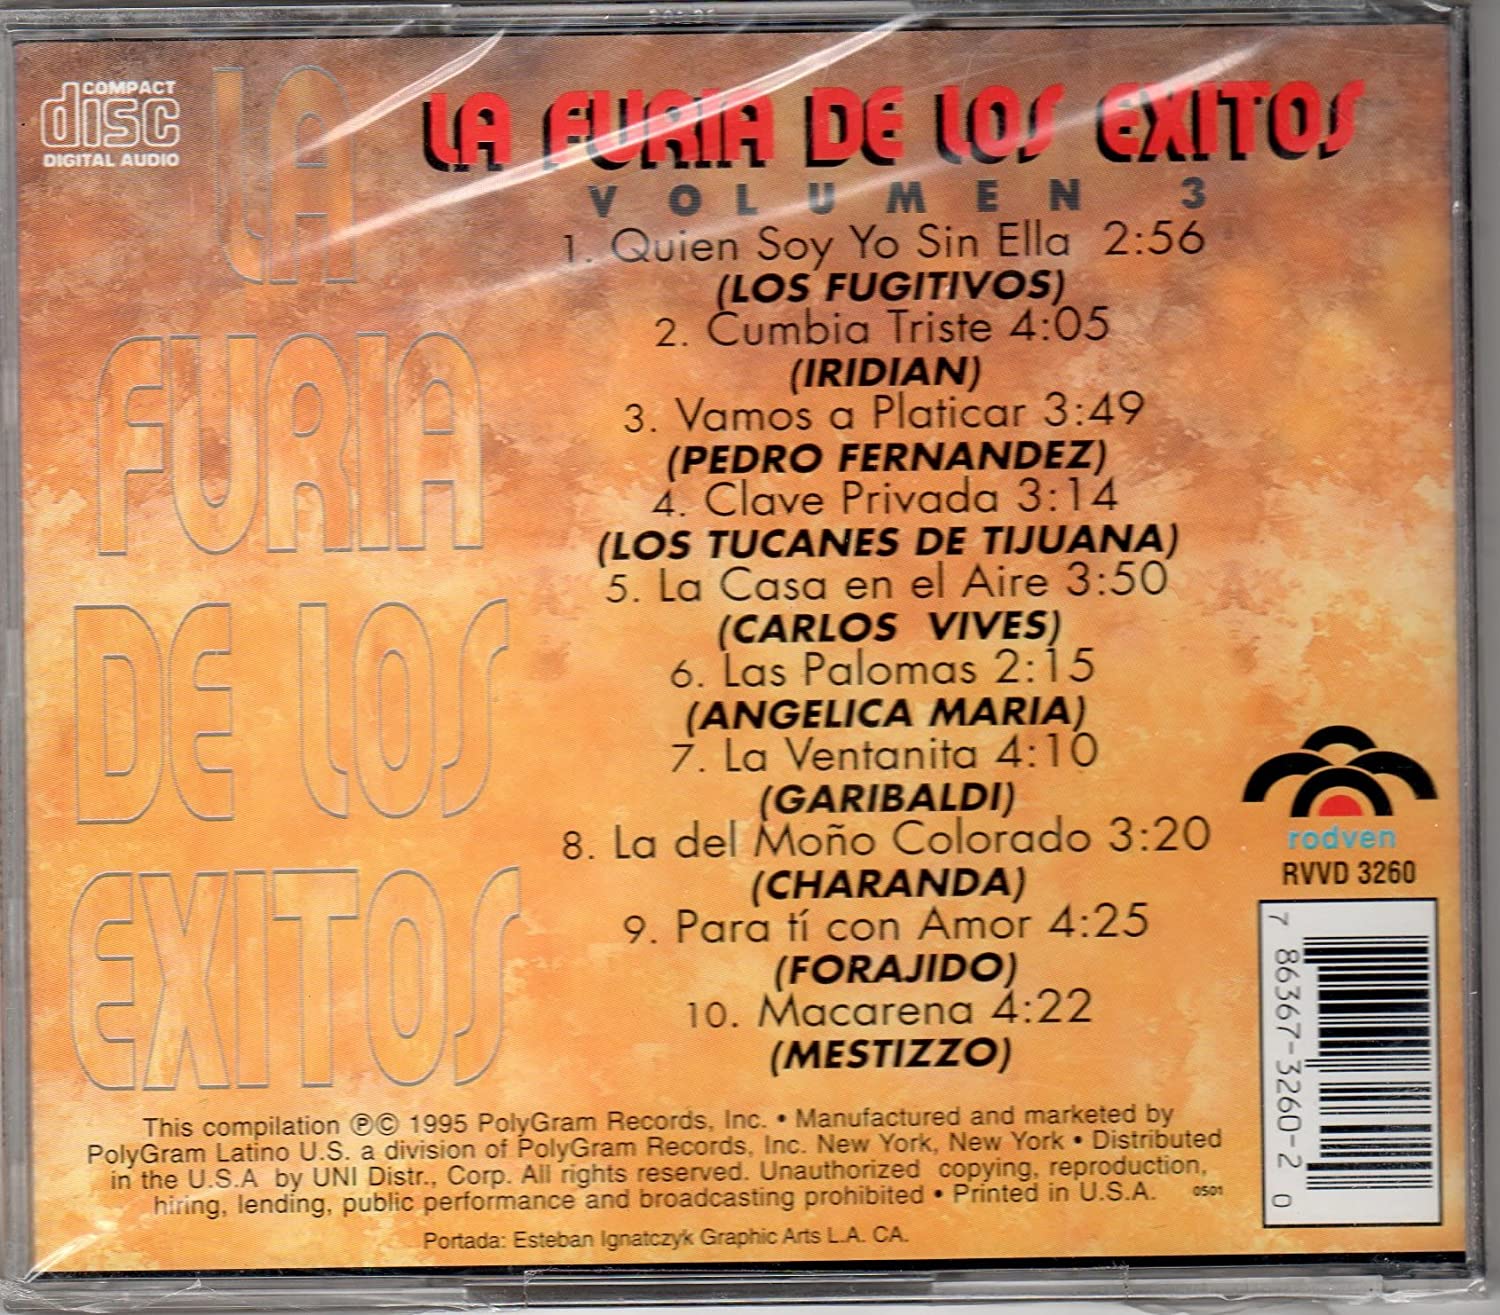 COMPACT
disc
DIGITAL AUDIO
LA
FURIA
DE LOS
EXITOS
LA FURIA DE LOS EXITOS
VOLUMEN 3
1. Quien Soy Yo Sin Ella 2:56
(LOS FUGITIVOS)
2. Cumbia Triste 4:05
(IRIDIAN)
3. Vamos a Platicar 3:49
(PEDRO FERNANDEZ)
4. Clave Privada 3:14
(LOS TUCANES DE TIJUANA)
5. La Casa en el Aire 3:50
(CARLOS VIVES)
6. Las Palomas 2:15
(ANGELICA MARIA)
7. La Ventanita 4:10
(GARIBALDI)
8. La del Moño Colorado 3:20
(CHARANDA)
9. Para tí con Amor 4:25
(FORAJIDO)
10. Macarena 4:22
(MESTIZZO)
rodven
RVVD 3260
7 86367-3260-2 0
This compilation ℗© 1995 PolyGram Records, Inc. • Manufactured and marketed by
PolyGram Latino U.S. a division of PolyGram Records, Inc. New York, New York • Distributed
in the U.S.A by UNI Distr., Corp. All rights reserved. Unauthorized copying, reproduction,
hiring, lending, public performance and broadcasting prohibited • Printed in U.S.A. 0501
Portada: Esteban Ignatczyk Graphic Arts L.A. CA.